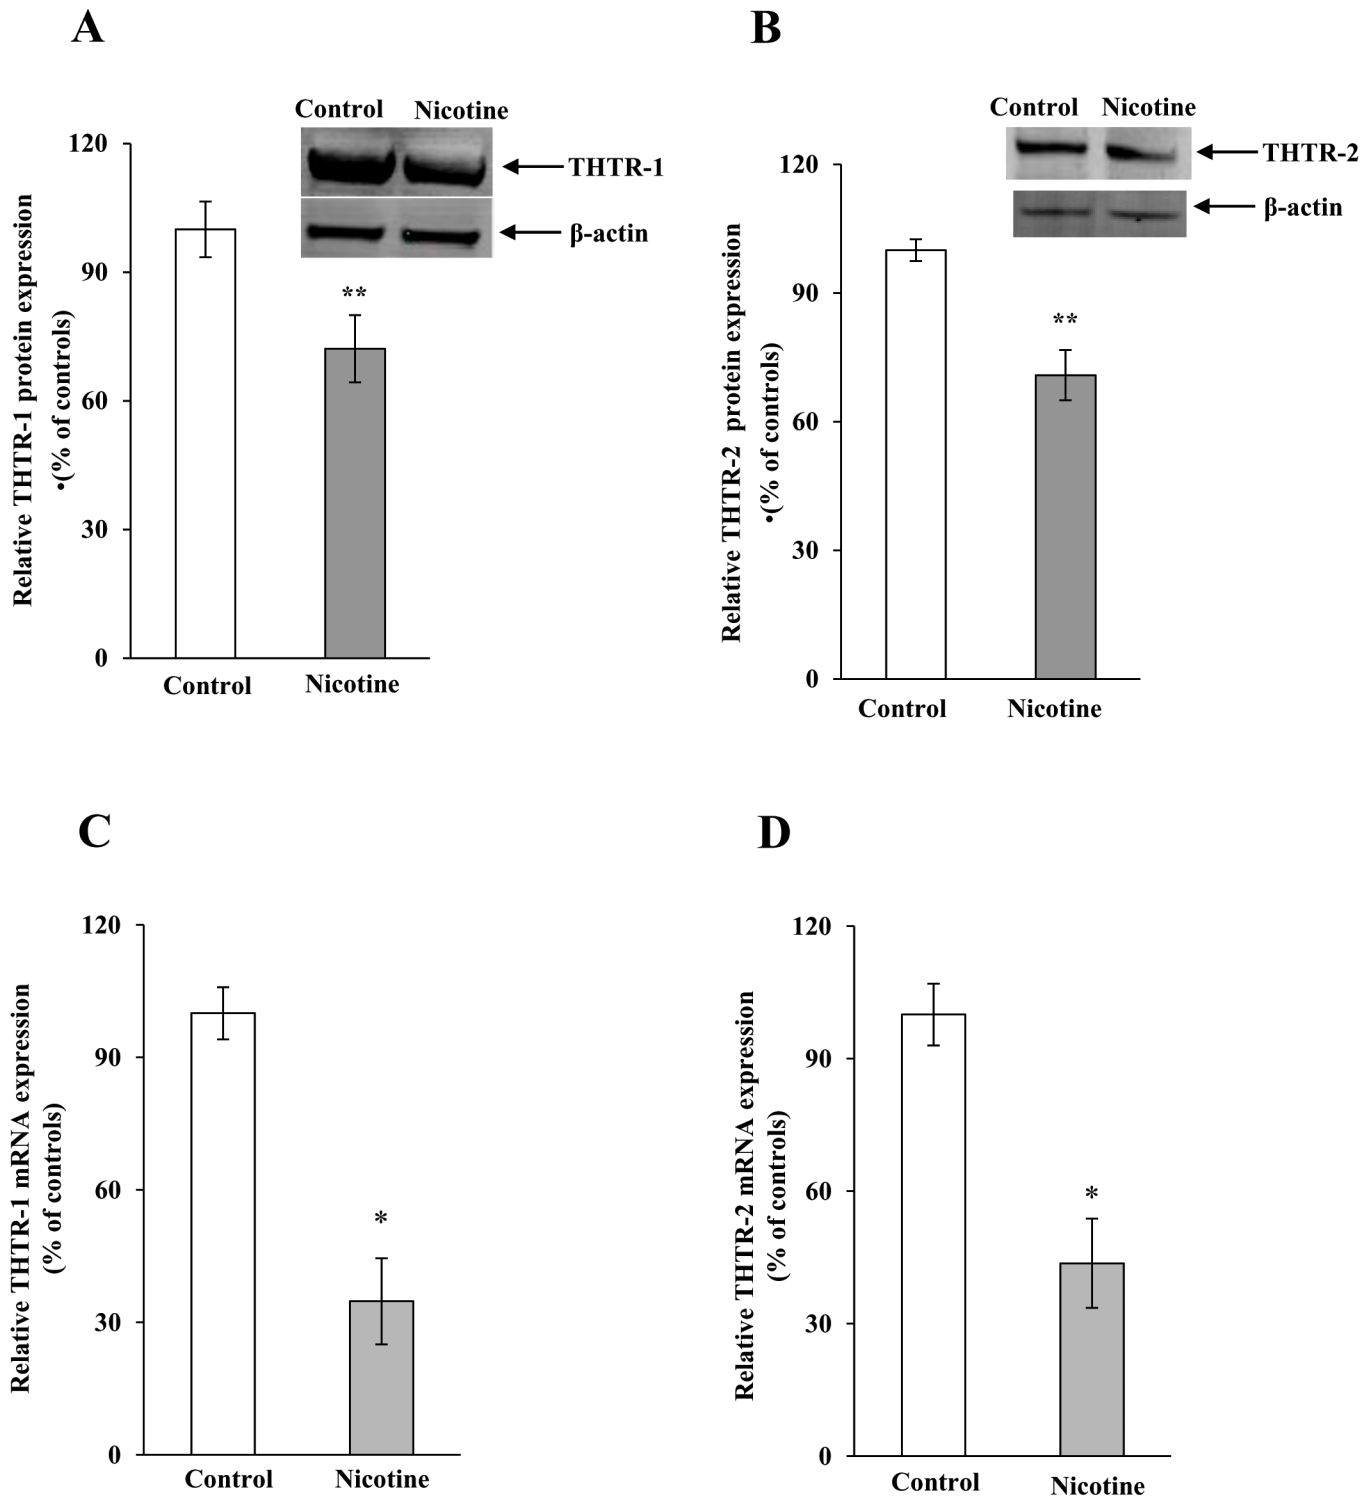 A
Control Nicotine
THTR-1
β-actin
Relative THTR-1 protein expression
•(% of controls)
120
90
60
30
0
**
Control Nicotine
B
Control Nicotine
THTR-2
β-actin
Relative THTR-2 protein expression
•(% of controls)
120
90
60
30
0
**
Control Nicotine
C
Relative THTR-1 mRNA expression
(% of controls)
120
90
60
30
0
*
Control Nicotine
D
Relative THTR-2 mRNA expression
(% of controls)
120
90
60
30
0
*
Control Nicotine